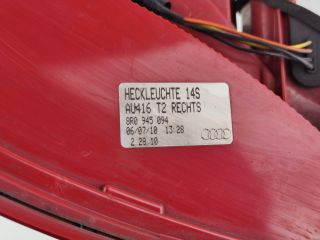 HECKLEUCHTE 14S
AU416 T2 RECHTS
8R0 945 094
06/07/10 13:28
2.28.10